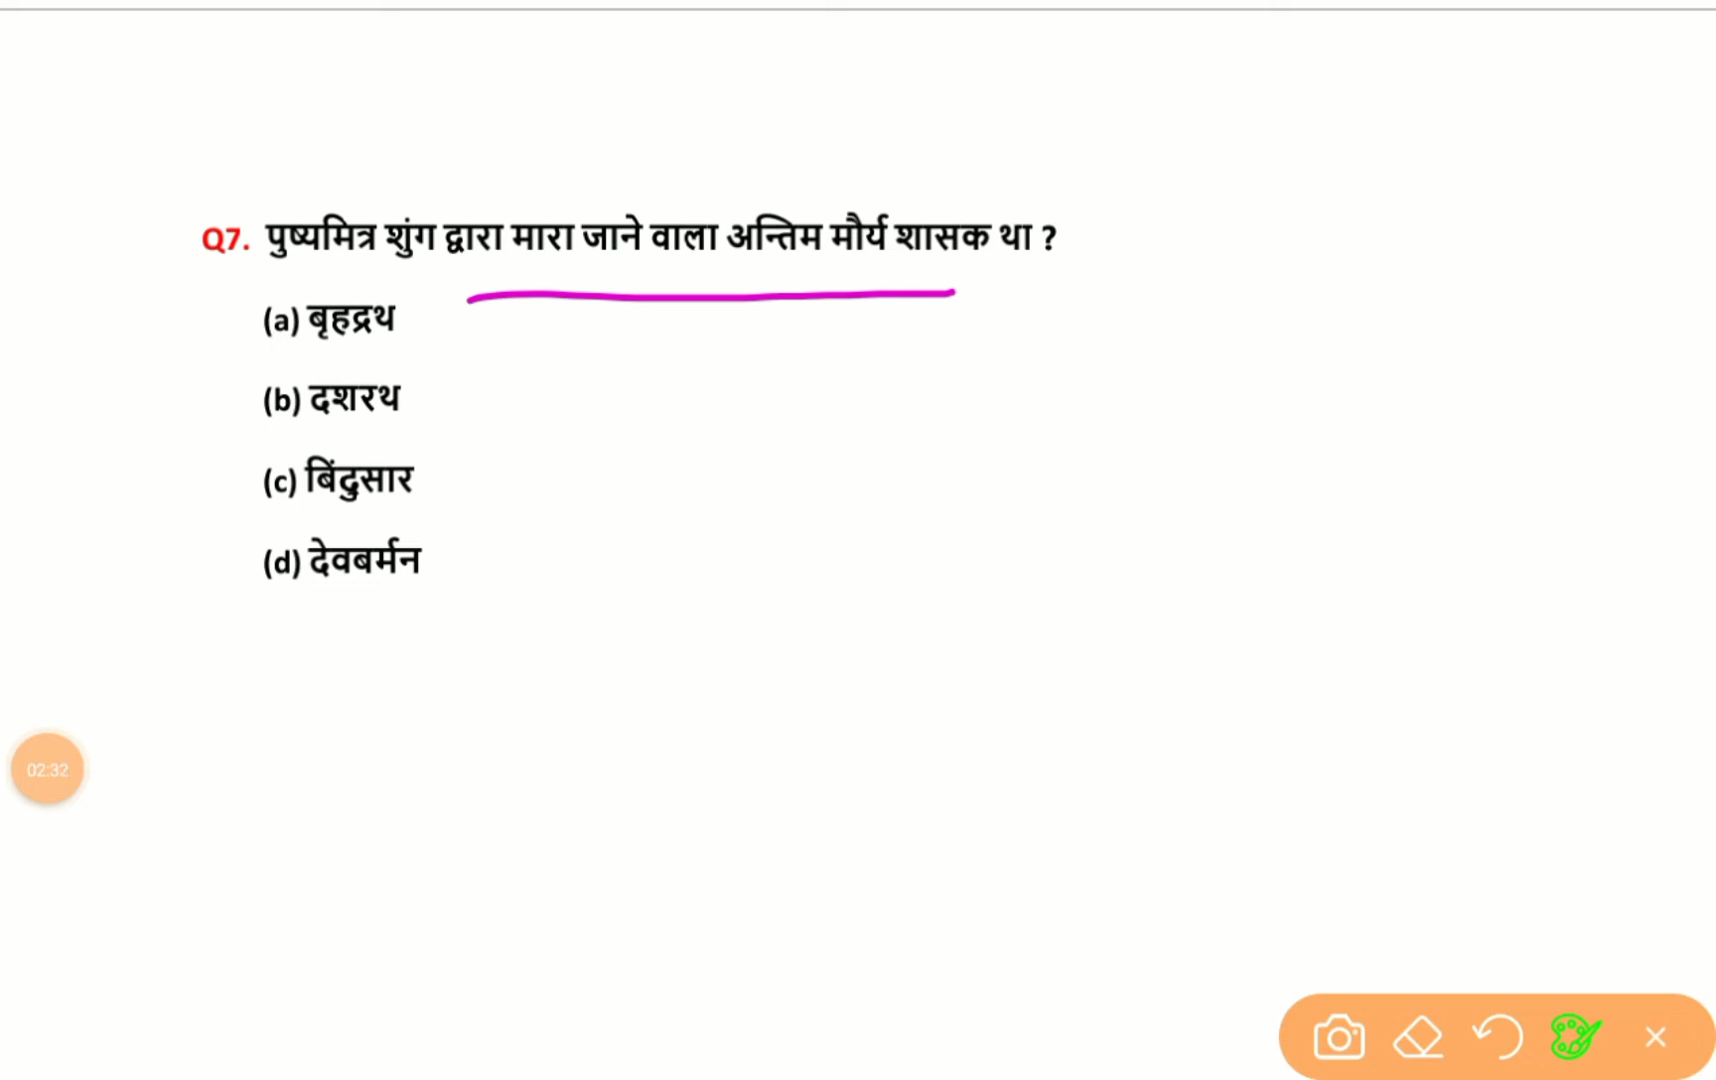 Q7. पुष्यमित्र शुंग द्वारा मारा जाने वाला अन्तिम मौर्य शासक था ?
(a) बृहद्रथ
(b) दशरथ
(c) बिंदुसार
(d) देवबर्मन
02:32